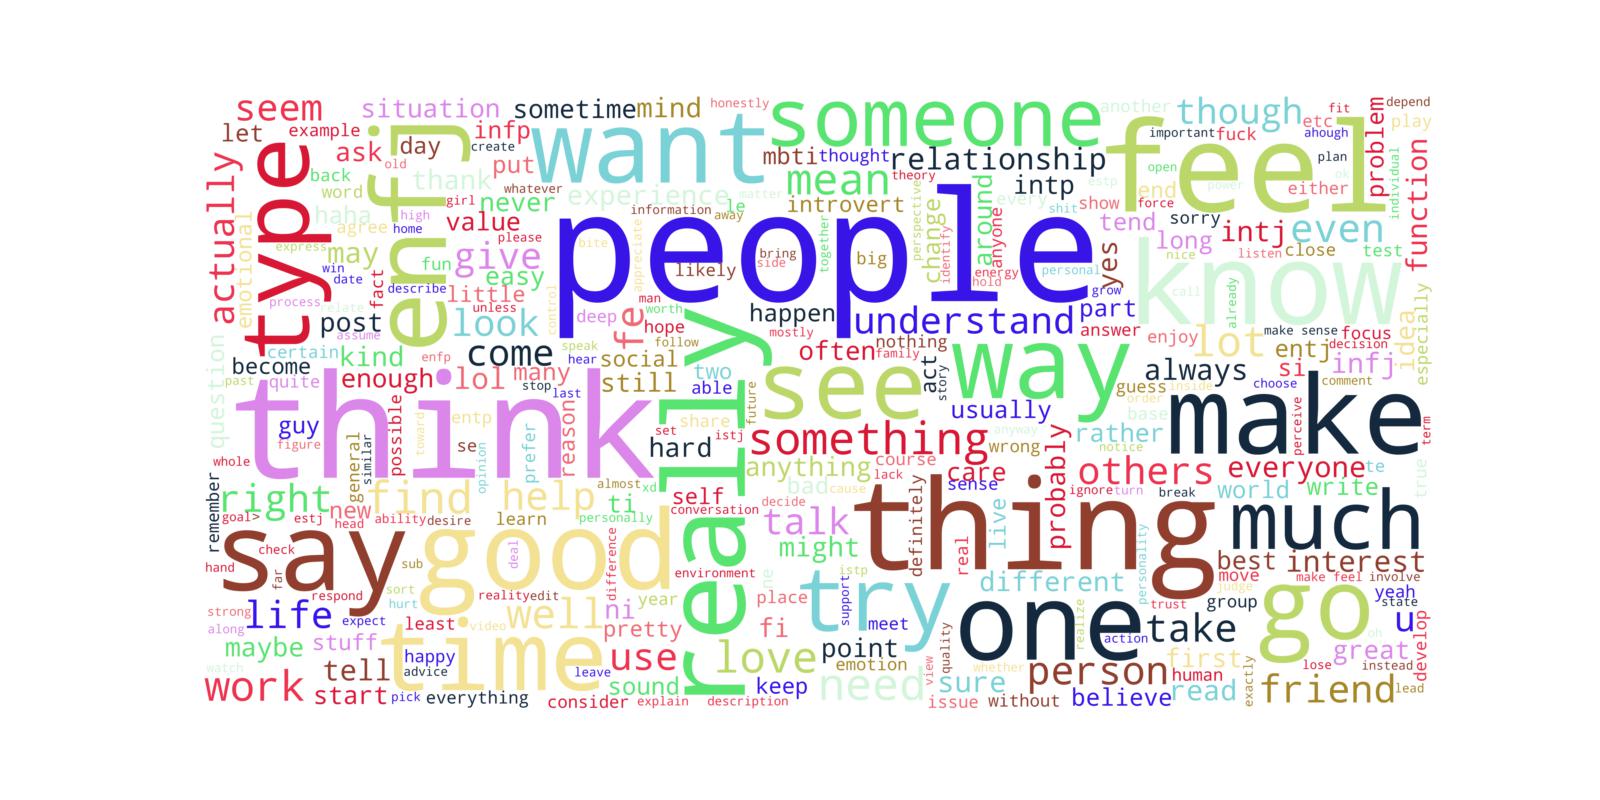 seem
situation
sometime
mind
honestly
someone
another
though
etc
fit
problem
depend
play
let
example
enfj
infp
want
feel
important
fuck
ahough
type
ask
old
day
create
put
mbti
thought
relationship
open
plan
actually
back
thank
whatever
experience
matter
mean
theory
intp
estp
power
ok
individual
function
word
girl
never
le
introvert
every
end
force
either
emotional
haha
high
home
value
information
away
perspective
change
identify
around
anyone
shit
show
tend
sorry
intj
even
agree
please
people
together
yes
long
express
may
fun
give
bite
appreciate
likely
bring
side
big
energy
hold
personal
nice
listen
close
test
win
date
fact
describe
easy
control
know
call
already
process
relate
little
unless
deep
man
worth
grow
assume
post
look
fe
hope
follow
happen
understand
part
answer
enjoy
lot
make sense
focus
decision
idea
especially
question
certain
kind
enfp
come
speak
hear
social
mostly
often
family
nothing
or
way
entj
become
past
quite
enough
lol
many
stop
last
still
two
able
future
see
act
story
always
guess
inside
order
si
infj
choose
comment
think
guy
figure
possible
toward
entp
share
set
istj
usually
base
make
perceive
term
whole
general
similar
se
opinion
prefer
reason
hard
really
something
anyway
wrong
rather
notice
remember
right
find
help
almost
xd
self
anything
course
lack
care
sense
probably
others
everyone
te
true
goal>
estj
new
head
ability
desire
learn
personally
ti
conversation
bad
cause
decide
ignore
turn
break
world
write
say
check
hand
far
sub
good
deal
difference
environment
talk
might
thing
definitely
real
live
personality
much
best
interest
strong
respond
sort
hurt
reality
edit
year
ne
place
istp
support
try
different
move
make feel
involve
judge
along
life
expect
least
video
well
ni
pretty
fi
meet
one
realize
action
trust
group
go
yeah
state
u
develop
maybe
stuff
time
happy
advice
use
love
point
emotion
quality
view
whether
take
first
oh
great
watch
tell
leave
sound
keep
need
sure
person
human
exactly
lose
instead
work
start
pick
everything
consider
explain
description
issue
without
believe
read
friend
lead